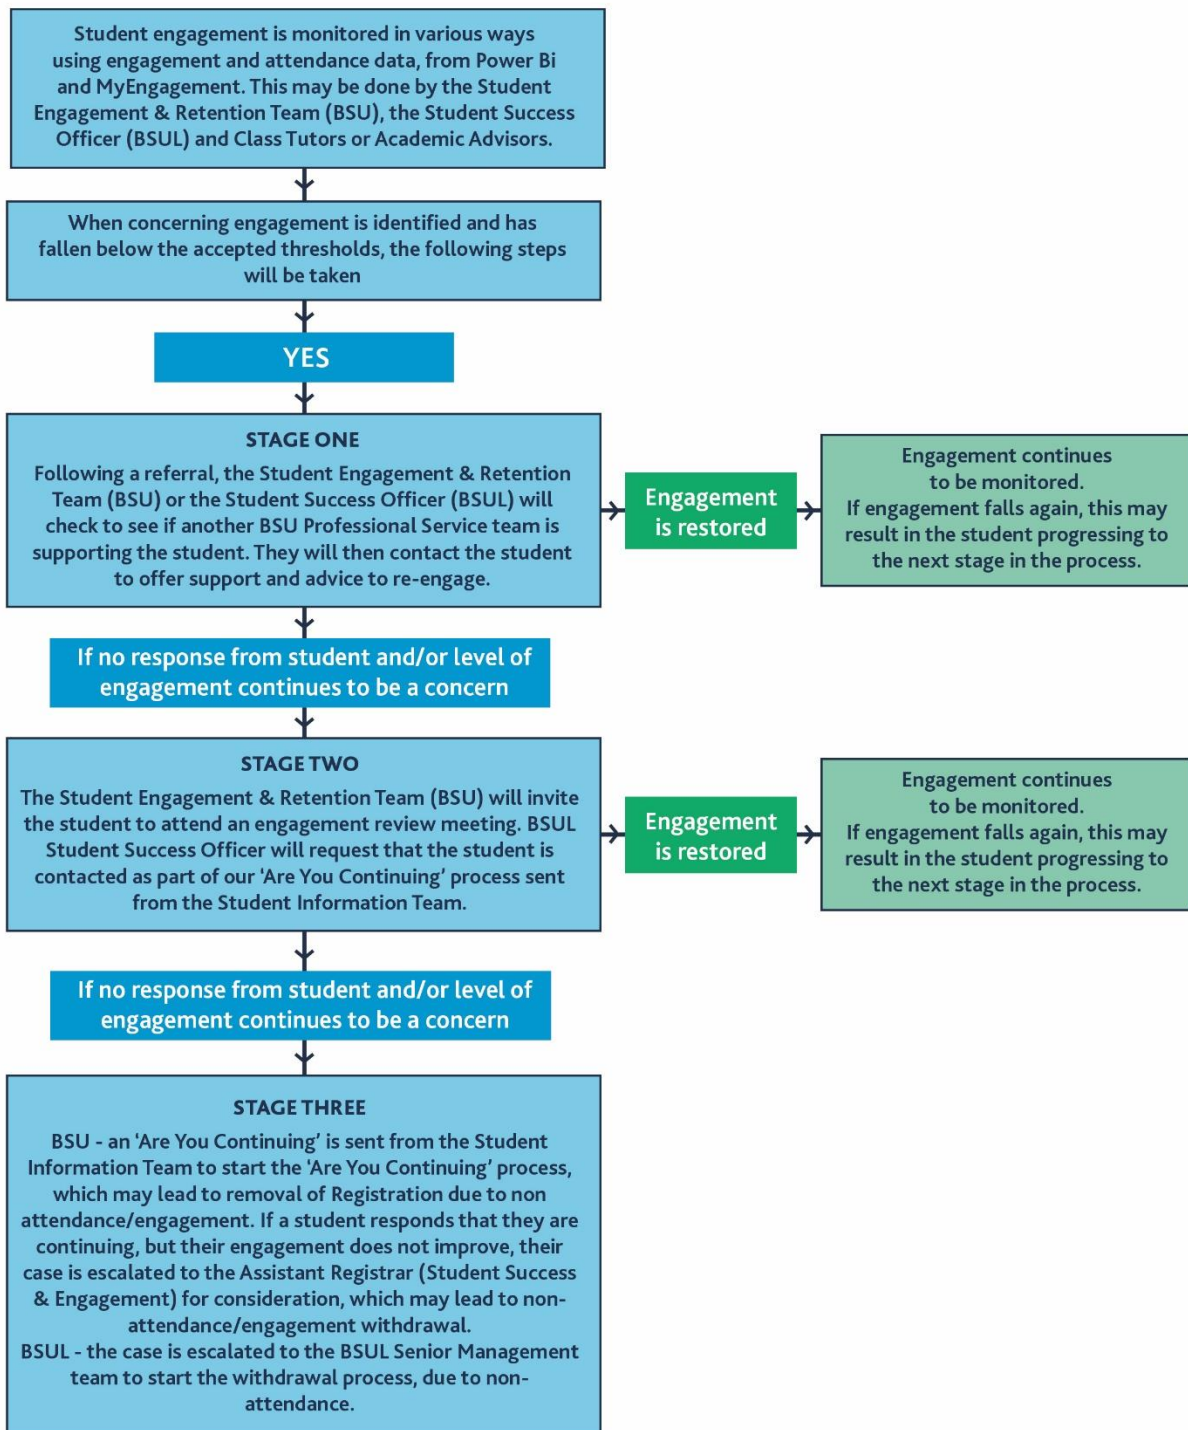 Student engagement is monitored in various ways
using engagement and attendance data, from Power Bi
and MyEngagement. This may be done by the Student
Engagement & Retention Team (BSU), the Student Success
Officer (BSUL) and Class Tutors or Academic Advisors.
When concerning engagement is identified and has
fallen below the accepted thresholds, the following steps
will be taken
YES
STAGE ONE
Following a referral, the Student Engagement & Retention
Team (BSU) or the Student Success Officer (BSUL) will
check to see if another BSU Professional Service team is
supporting the student. They will then contact the student
to offer support and advice to re-engage.
Engagement
is restored
Engagement continues
to be monitored.
If engagement falls again, this may
result in the student progressing to
the next stage in the process.
If no response from student and/or level of
engagement continues to be a concern
STAGE TWO
The Student Engagement & Retention Team (BSU) will invite
the student to attend an engagement review meeting. BSUL
Student Success Officer will request that the student is
contacted as part of our ‘Are You Continuing’ process sent
from the Student Information Team.
Engagement
is restored
Engagement continues
to be monitored.
If engagement falls again, this may
result in the student progressing to
the next stage in the process.
If no response from student and/or level of
engagement continues to be a concern
STAGE THREE
BSU - an ‘Are You Continuing’ is sent from the Student
Information Team to start the ‘Are You Continuing’ process,
which may lead to removal of Registration due to non
attendance/engagement. If a student responds that they are
continuing, but their engagement does not improve, their
case is escalated to the Assistant Registrar (Student Success
& Engagement) for consideration, which may lead to non-
attendance/engagement withdrawal.
BSUL - the case is escalated to the BSUL Senior Management
team to start the withdrawal process, due to non-
attendance.